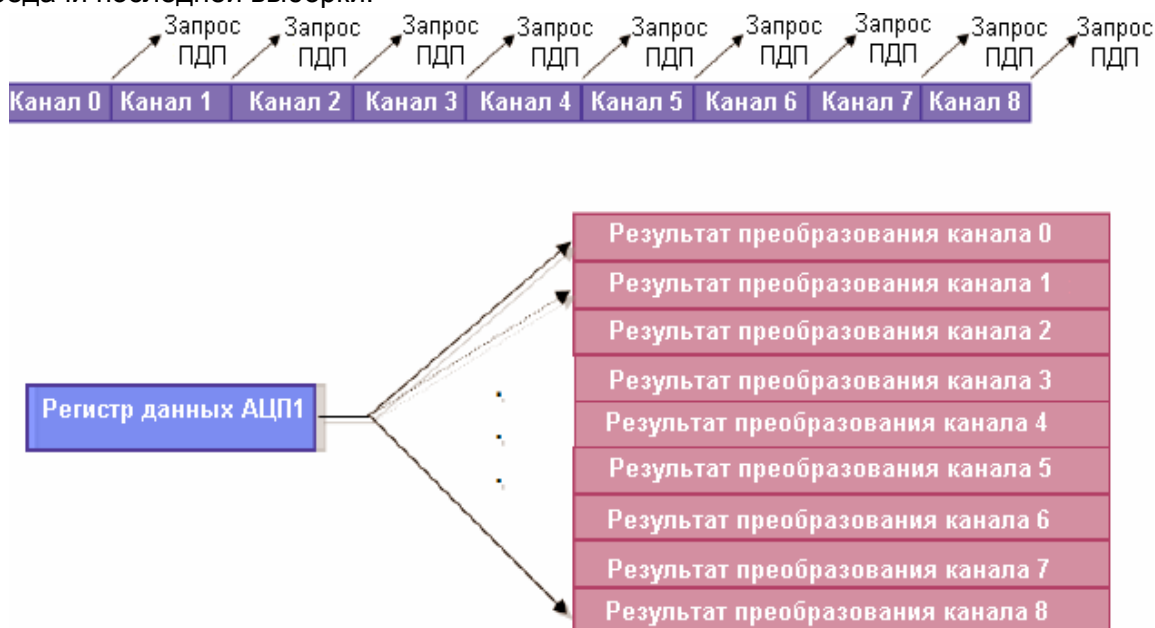 последней выборки.
Запрос ПДП
Запрос ПДП
Запрос ПДП
Запрос ПДП
Запрос ПДП
Запрос ПДП
Запрос ПДП
Запрос ПДП
Запрос ПДП
Канал 0 Канал 1 Канал 2 Канал 3 Канал 4 Канал 5 Канал 6 Канал 7 Канал 8
Результат преобразования канала 0
Результат преобразования канала 1
Результат преобразования канала 2
Результат преобразования канала 3
Регистр данных АЦП1
Результат преобразования канала 4
Результат преобразования канала 5
Результат преобразования канала 6
Результат преобразования канала 7
Результат преобразования канала 8